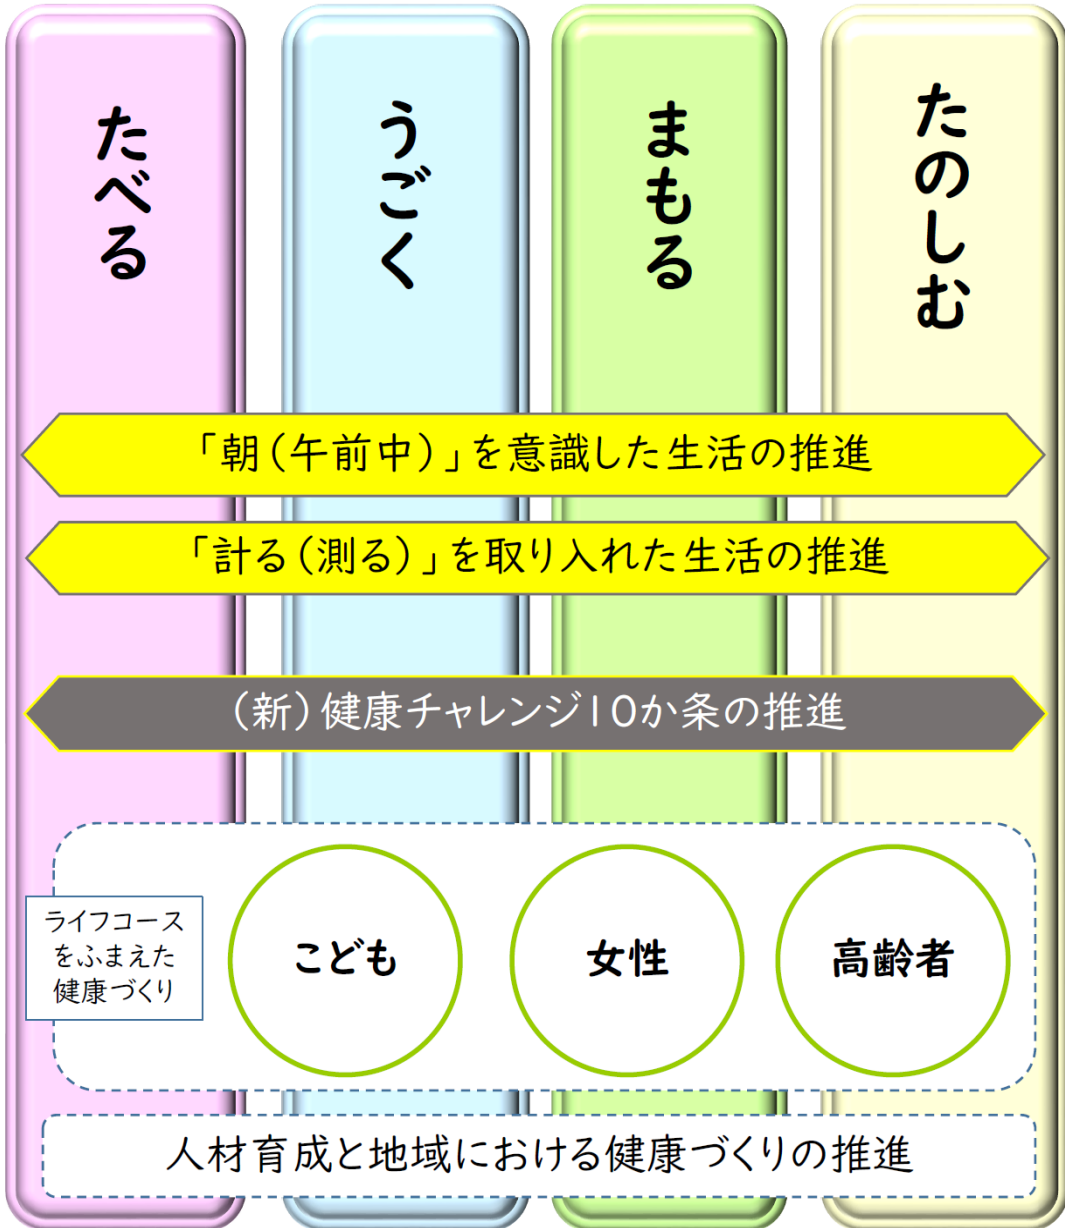 たべる
うごく
まもる
たのしむ
「朝(午前中)」を意識した生活の推進
「計る(測る)」を取り入れた生活の推進
(新)健康チャレンジ10か条の推進
ライフコース
をふまえた
健康づくり
こども
女性
高齢者
人材育成と地域における健康づくりの推進